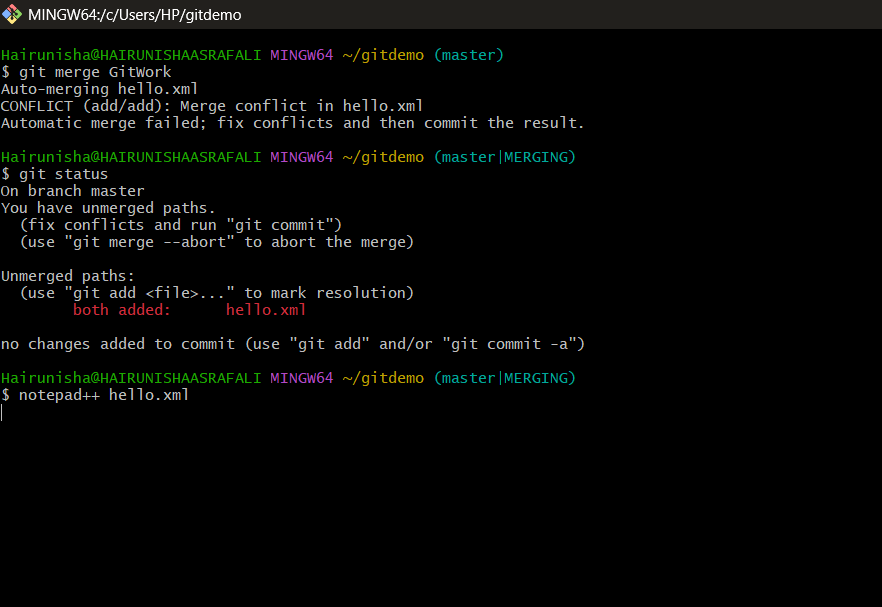 MINGW64:/c/Users/HP/gitdemo
Hairunisha@HAIRUNISHAASRAFALI MINGW64 ~/gitdemo (master)
$ git merge GitWork
Auto-merging hello.xml
CONFLICT (add/add): Merge conflict in hello.xml
Automatic merge failed; fix conflicts and then commit the result.
Hairunisha@HAIRUNISHAASRAFALI MINGW64 ~/gitdemo (master|MERGING)
$ git status
On branch master
You have unmerged paths.
  (fix conflicts and run "git commit")
  (use "git merge --abort" to abort the merge)
Unmerged paths:
  (use "git add <file>..." to mark resolution)
        both added:      hello.xml
no changes added to commit (use "git add" and/or "git commit -a")
Hairunisha@HAIRUNISHAASRAFALI MINGW64 ~/gitdemo (master|MERGING)
$ notepad++ hello.xml